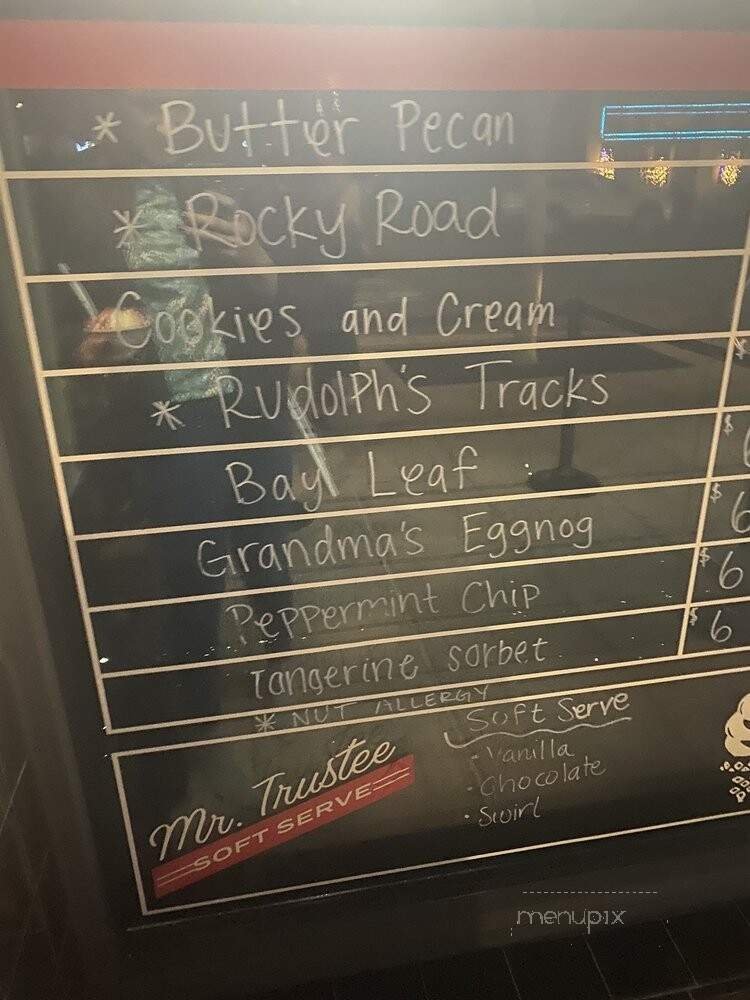 * Butter Pecan
* Rocky Road
Cookies and Cream
* Rudolph's Tracks $
Bay Leaf $ 6
Grandma's Eggnog $ 6
Peppermint Chip $ 6
Tangerine sorbet $ 6
* NUT ALLERGY
Mr. Trustee
SOFT SERVE
Soft Serve
· Vanilla
· Chocolate
· Swirl
menupix